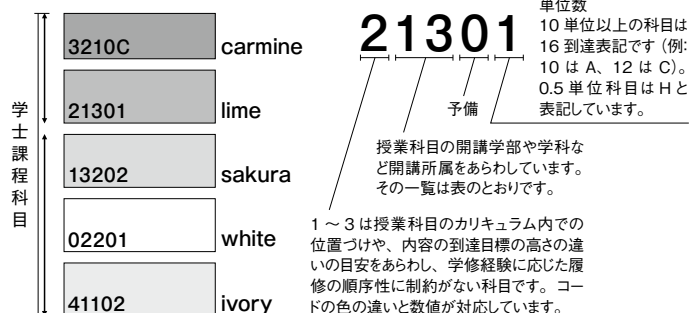 学士課程科目
3210C carmine
21301 lime
13202 sakura
02201 white
41102 ivory
21301
単位数
10 単位以上の科目は
16 到達表記です（例:
10 は A、12 は C）。
0.5 単位科目は H と
表記しています。
予備
授業科目の開講学部や学科な
ど開講所属をあらわしています。
その一覧は表のとおりです。
1 〜 3 は授業科目のカリキュラム内での
位置づけや、内容の到達目標の高さの違
いの目安をあらわし、学修経験に応じた履
修の順序性に制約がない科目です。コー
ドの色の違いと数値が対応しています。